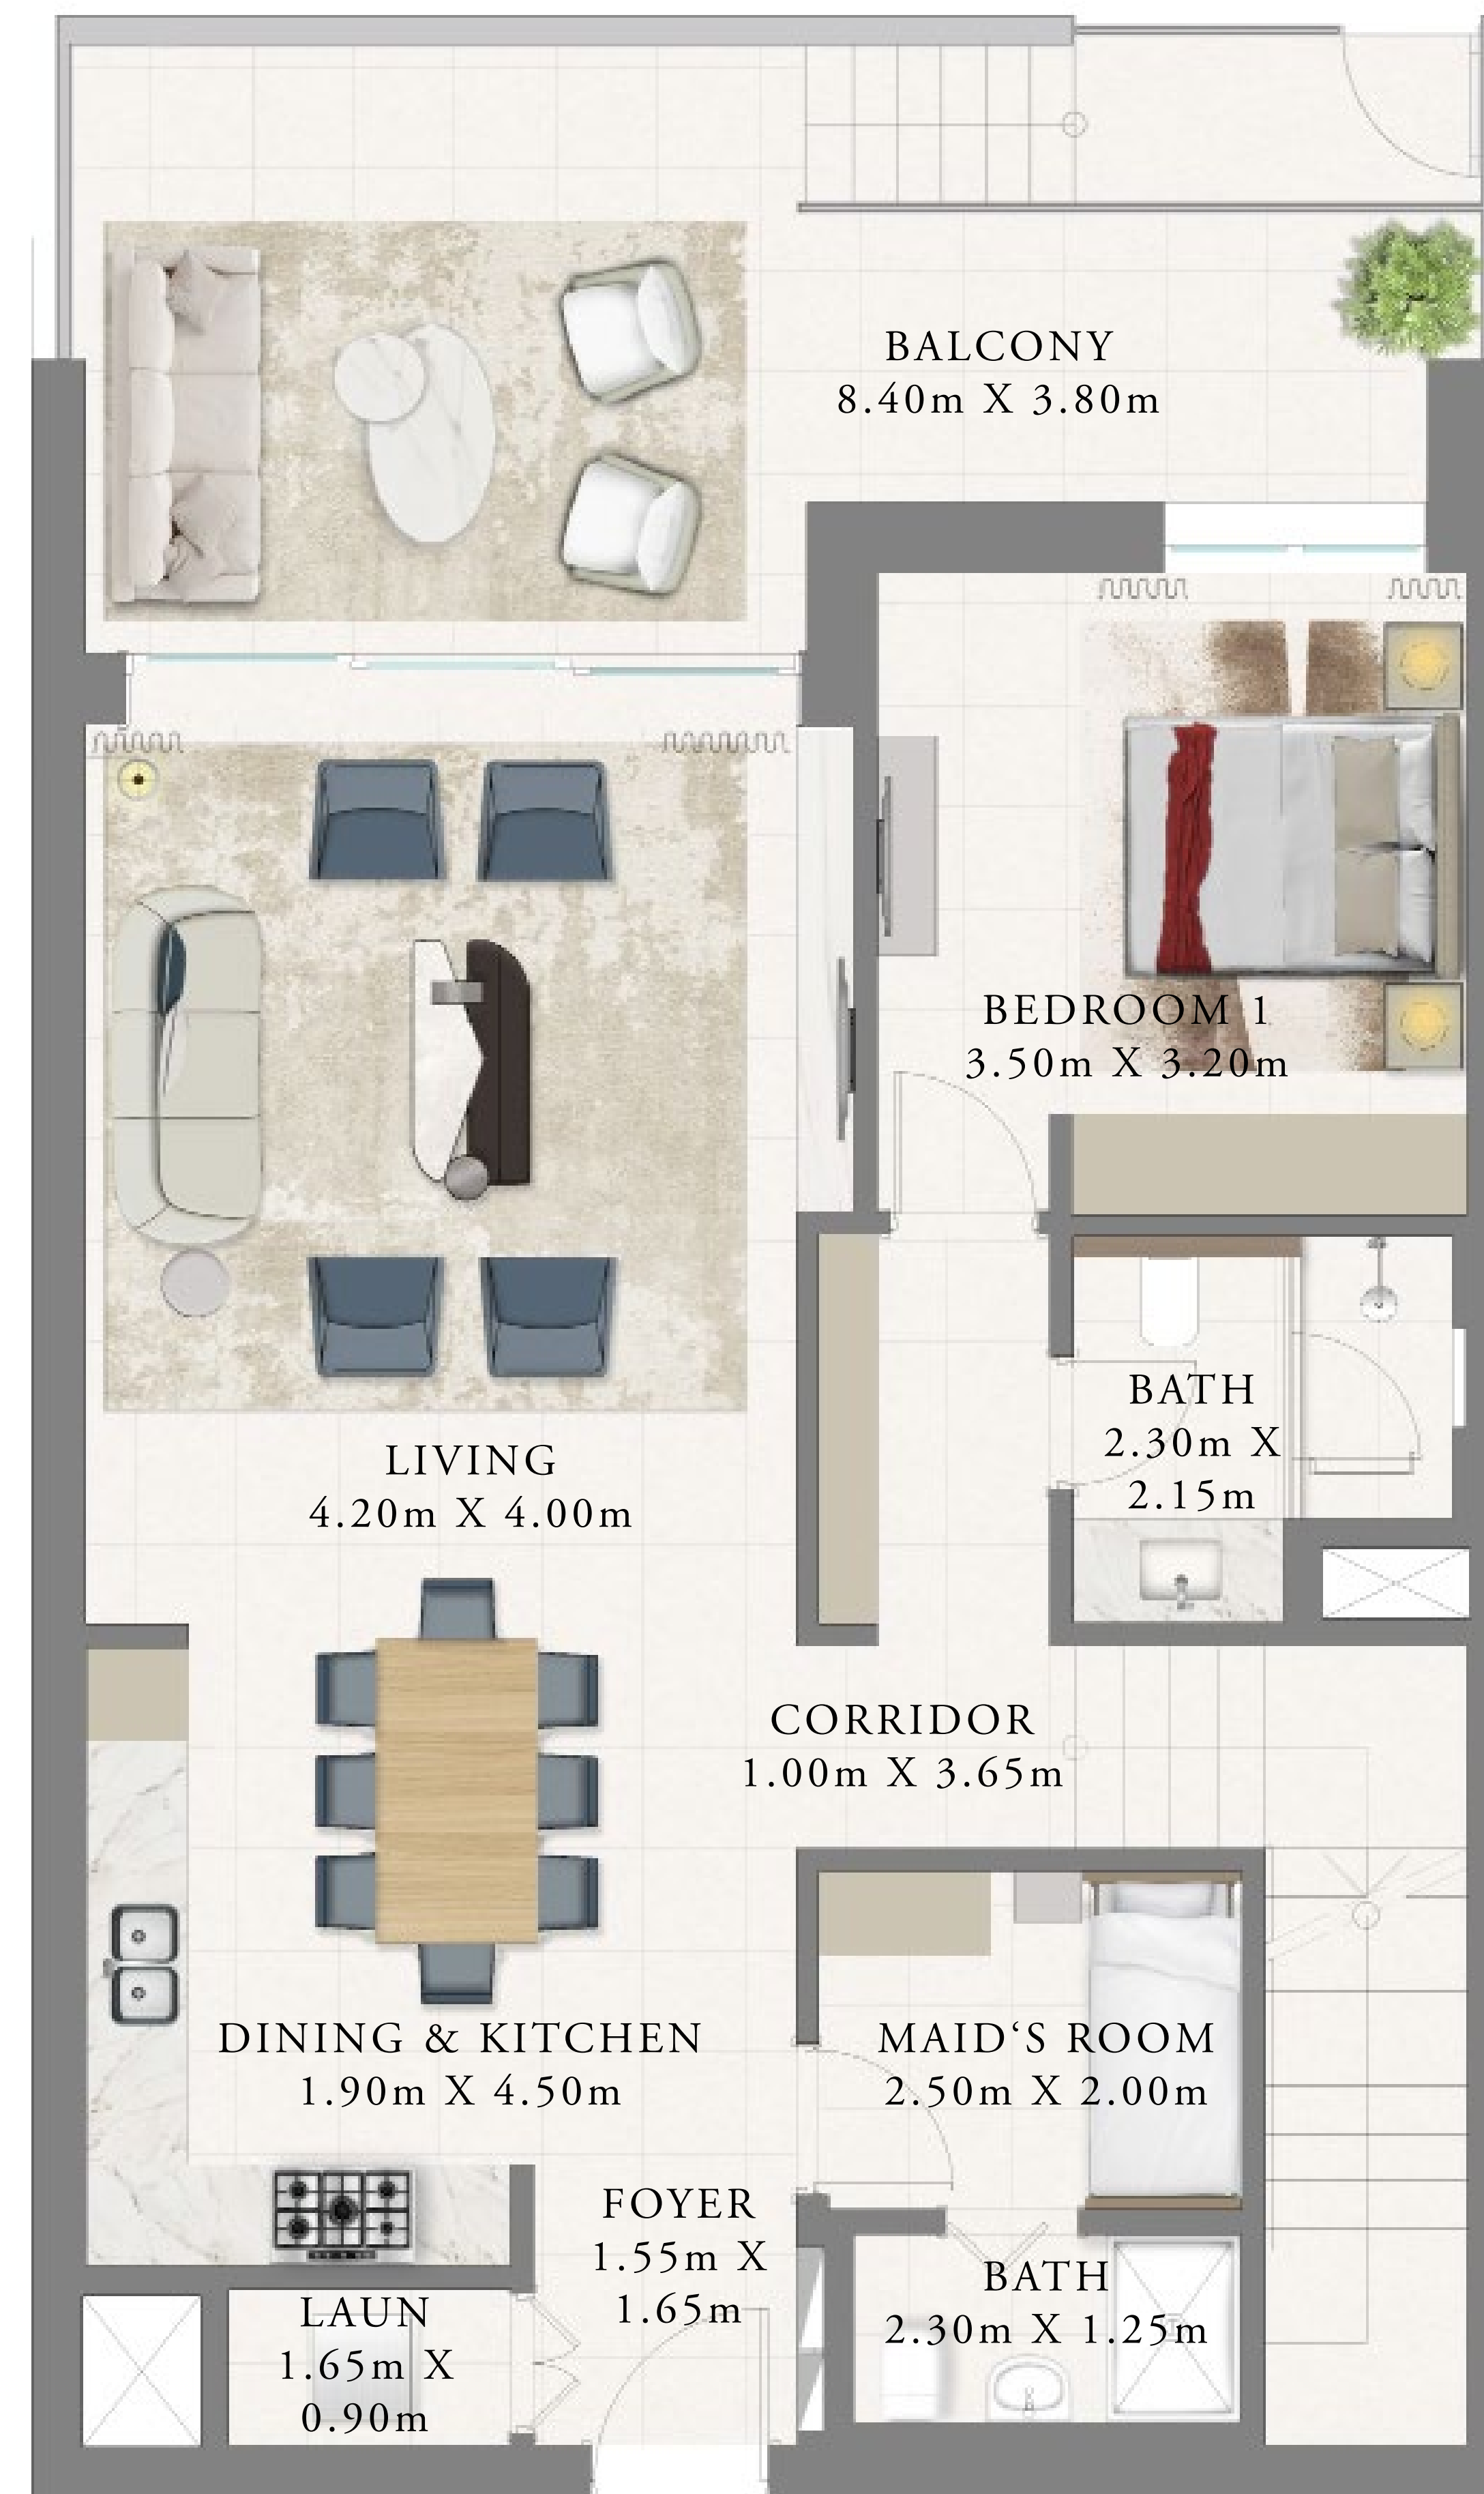 BALCONY
8.40m X 3.80m
BEDROOM 1
3.50m X 3.20m
BATH
2.30m X
2.15m
LIVING
4.20m X 4.00m
CORRIDOR
1.00m X 3.65m
DINING & KITCHEN
1.90m X 4.50m
MAID‘S ROOM
2.50m X 2.00m
FOYER
1.55m X
1.65m
BATH
2.30m X 1.25m
LAUN
1.65m X
0.90m